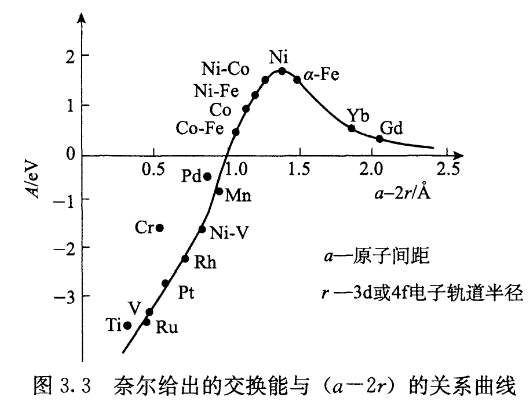 Ni
Ni-Co
α-Fe
Ni-Fe
Co
Co-Fe
Yb
Gd
2
1
0
-1
-2
-3
A/eV
0.5
1.0
1.5
2.0
2.5
a-2r/Å
Pd
Mn
Cr
Ni-V
Rh
Pt
V
Ti
Ru
a—原子间距
r—3d或4f电子轨道半径
图 3.3 奈尔给出的交换能与（a-2r）的关系曲线